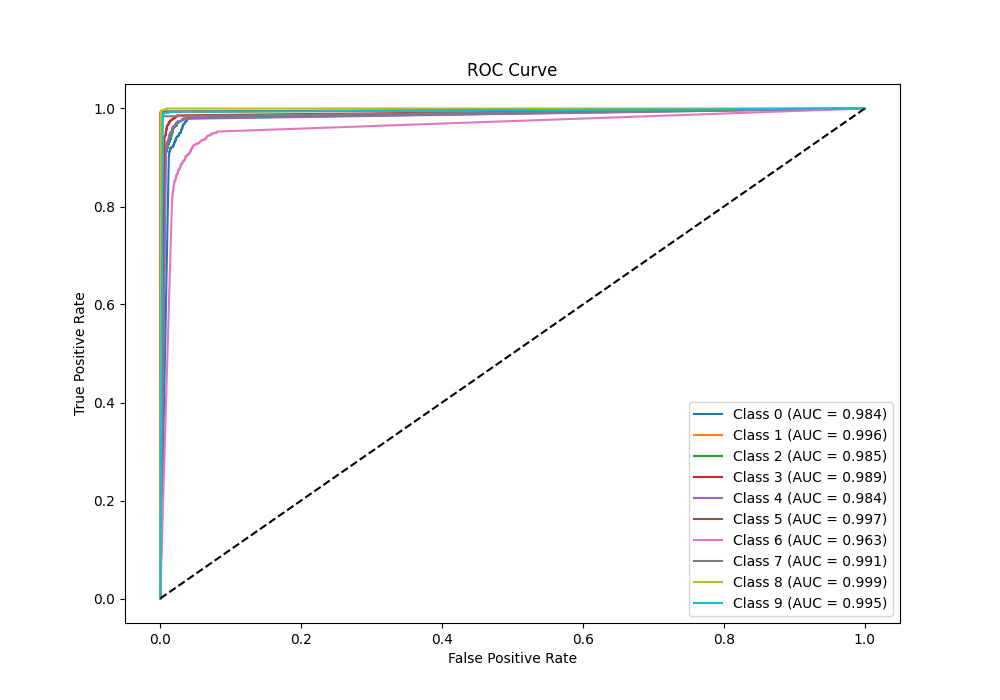 ROC Curve
1.0
0.8
0.6
0.4
0.2
0.0
True Positive Rate
0.0 0.2 0.4 0.6 0.8 1.0
False Positive Rate
Class 0 (AUC = 0.984)
Class 1 (AUC = 0.996)
Class 2 (AUC = 0.985)
Class 3 (AUC = 0.989)
Class 4 (AUC = 0.984)
Class 5 (AUC = 0.997)
Class 6 (AUC = 0.963)
Class 7 (AUC = 0.991)
Class 8 (AUC = 0.999)
Class 9 (AUC = 0.995)